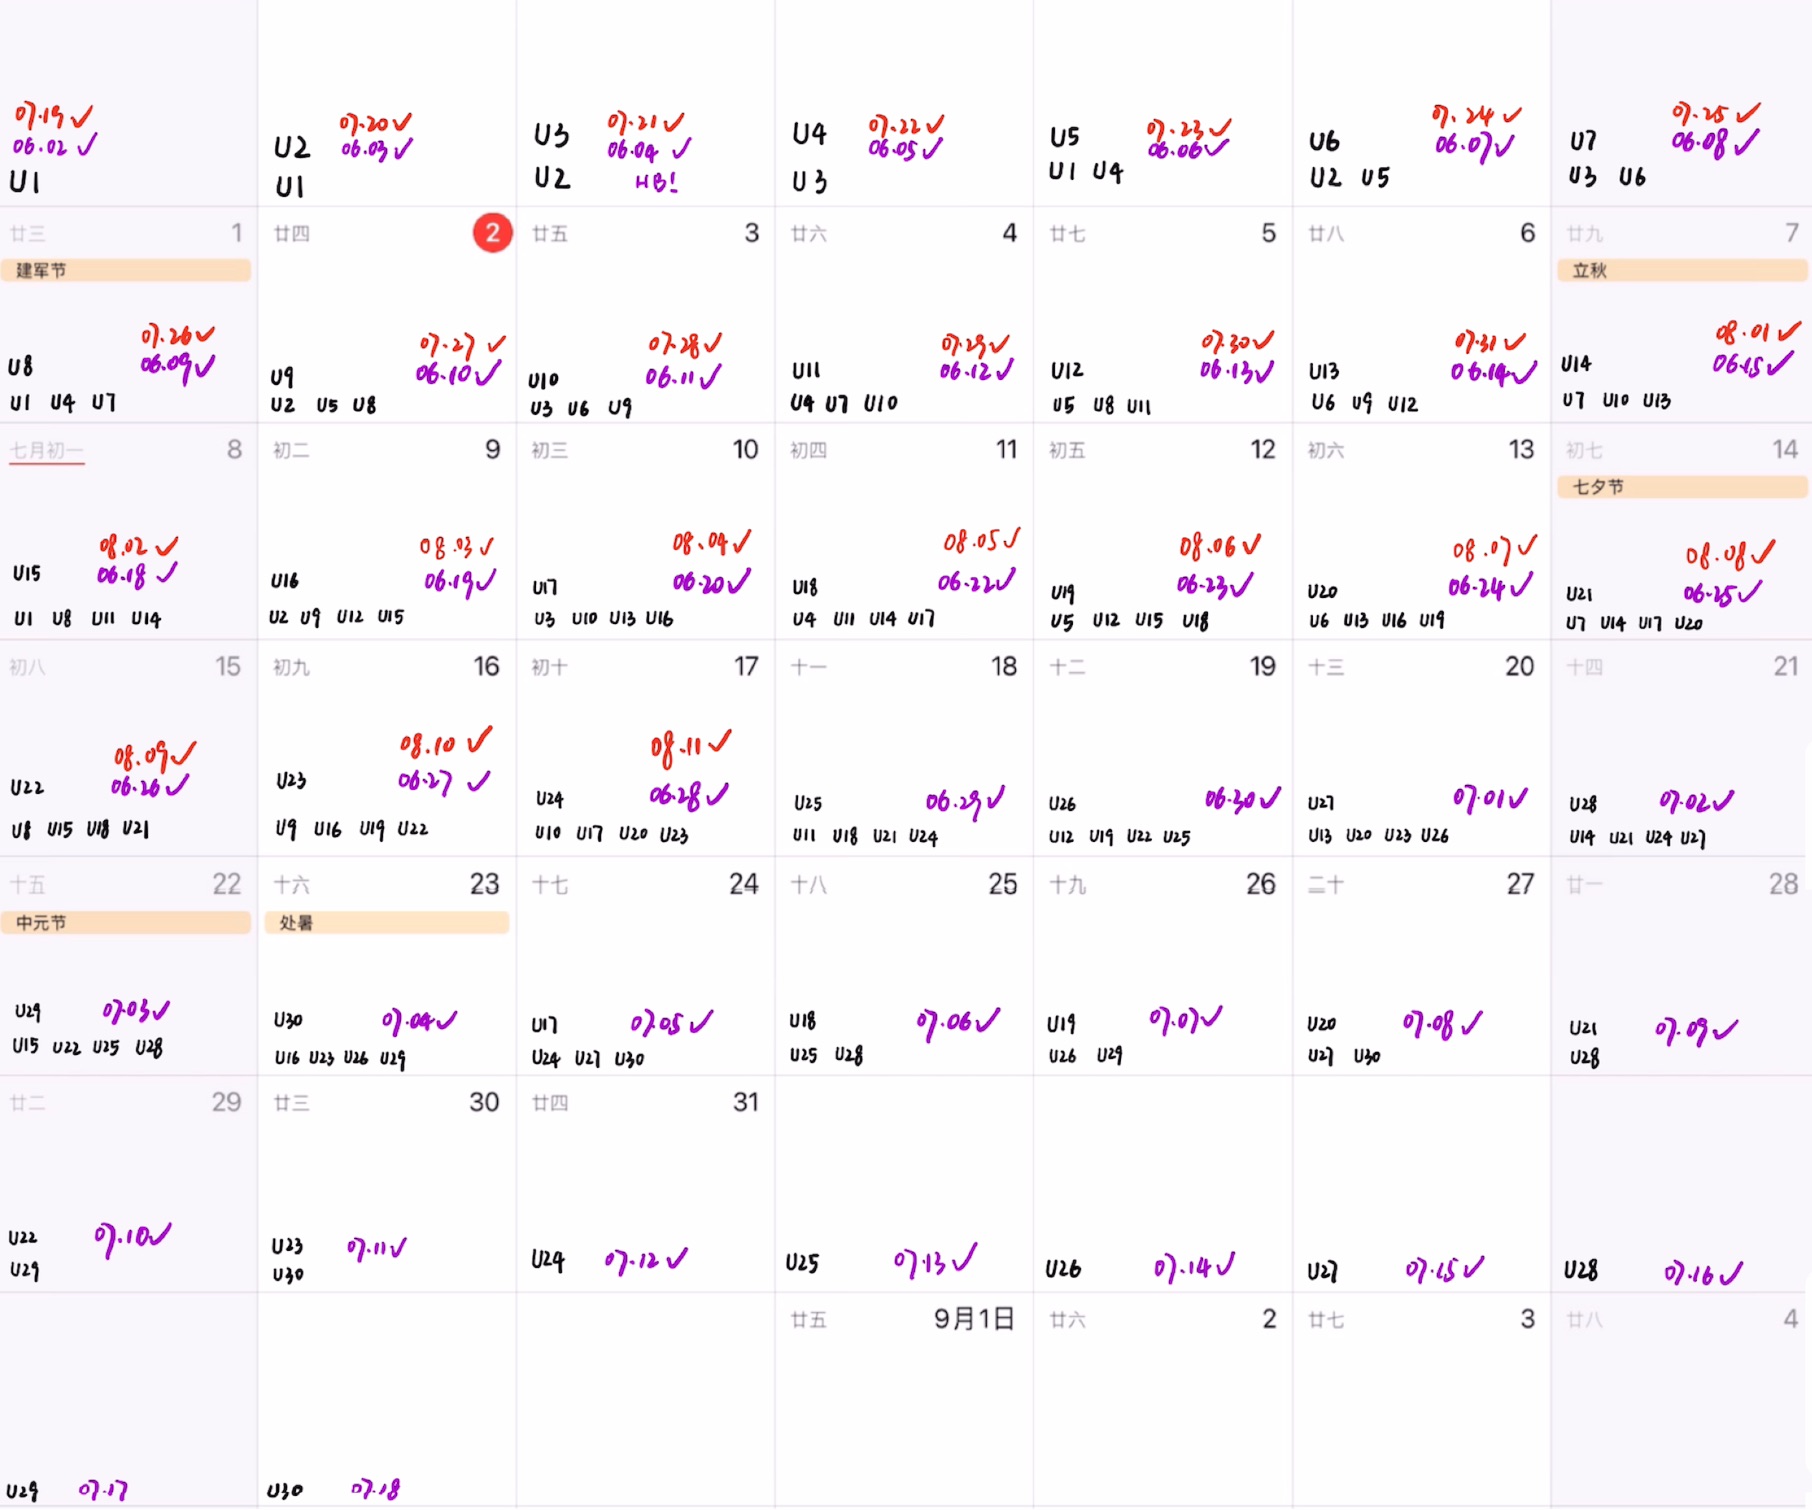 07.19 ✓
06.02 ✓
U1
07.20 ✓
U2 06.03 ✓
U1
07.21 ✓
U3 06.04 ✓
U2 HB!
U4 07.22 ✓
06.05 ✓
U3
U5 07.23 ✓
06.06 ✓
U1 U4
07.24 ✓
U6 06.07 ✓
U2 U5
07.25 ✓
U7 06.08 ✓
U3 U6
廿三 1
建军节
07.26 ✓
U8 06.09 ✓
U1 U4 U7
廿四 2
07.27 ✓
U9 06.10 ✓
U2 U5 U8
廿五 3
07.28 ✓
U10 06.11 ✓
U3 U6 U9
廿六 4
07.29 ✓
U11 06.12 ✓
U4 U7 U10
廿七 5
07.30 ✓
U12 06.13 ✓
U5 U8 U11
廿八 6
07.31 ✓
U13 06.14 ✓
U6 U9 U12
廿九 7
立秋
08.01 ✓
U14 06.15 ✓
U7 U10 U13
七月初一 8
08.02 ✓
U15 06.18 ✓
U1 U8 U11 U14
初二 9
08.03 ✓
U16 06.19 ✓
U2 U9 U12 U15
初三 10
08.04 ✓
U17 06.20 ✓
U3 U10 U13 U16
初四 11
08.05 ✓
U18 06.22 ✓
U4 U11 U14 U17
初五 12
08.06 ✓
U19 06.23 ✓
U5 U12 U15 U18
初六 13
08.07 ✓
U20 06.24 ✓
U6 U13 U16 U19
初七 14
七夕节
08.08 ✓
U21 06.25 ✓
U7 U14 U17 U20
初八 15
08.09 ✓
U22 06.26 ✓
U8 U15 U18 U21
初九 16
08.10 ✓
U23 06.27 ✓
U9 U16 U19 U22
初十 17
08.11 ✓
U24 06.28 ✓
U10 U17 U20 U23
十一 18
U25 06.29 ✓
U11 U18 U21 U24
十二 19
U26 06.30 ✓
U12 U19 U22 U25
十三 20
U27 07.01 ✓
U13 U20 U23 U26
十四 21
U28 07.02 ✓
U14 U21 U24 U27
十五 22
中元节
U29 07.03 ✓
U15 U22 U25 U28
十六 23
处暑
U30 07.04 ✓
U16 U23 U26 U29
十七 24
U17 07.05 ✓
U24 U27 U30
十八 25
U18 07.06 ✓
U25 U28
十九 26
U19 07.07 ✓
U26 U29
二十 27
U20 07.08 ✓
U27 U30
廿一 28
U21 07.09 ✓
U28
廿二 29
U22 07.10 ✓
U29
廿三 30
U23 07.11 ✓
U30
廿四 31
U24 07.12 ✓
U25 07.13 ✓
U26 07.14 ✓
U27 07.15 ✓
U28 07.16 ✓
U29 07.17
U30 07.18
廿五 9月1日
廿六 2
廿七 3
廿八 4